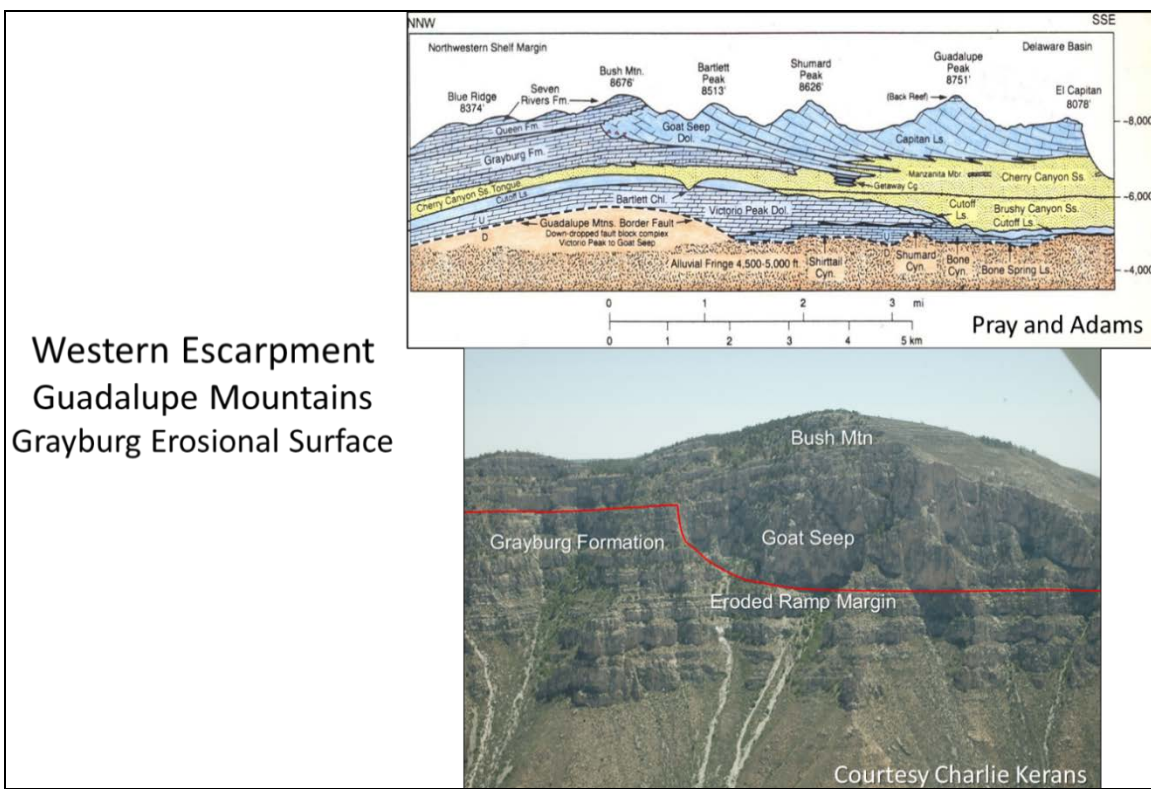 Western Escarpment
Guadalupe Mountains
Grayburg Erosional Surface
NNW
SSE
Northwestern Shelf Margin
Delaware Basin
Blue Ridge
8374'
Seven
Rivers Fm.
Bush Mtn.
8676'
Bartlett
Peak
8513'
Shumard
Peak
8626'
Guadalupe
Peak
8751'
(Back Reef)
El Capitan
8078'
Queen Fm.
Grayburg Fm.
Goat Seep
Dol.
Capitan Ls.
Manzanita Mbr.
Cherry Canyon Ss.
Getaway Cg.
Cherry Canyon Ss. Tongue
Cutoff Ls.
Bartlett Chl.
Victorio Peak Dol.
Cutoff
Ls.
Brushy Canyon Ss.
Cutoff Ls.
U
D
Guadalupe Mtns. Border Fault
Down-dropped fault block complex
Victorio Peak to Goat Seep
Alluvial Fringe 4,500-5,000 ft.
Shirttail
Cyn.
U
D
Shumard
Cyn.
Bone
Cyn.
Bone Spring Ls.
-8,000
-6,000
-4,000
0 1 2 3 mi
0 1 2 3 4 5 km
Pray and Adams
Bush Mtn
Grayburg Formation
Goat Seep
Eroded Ramp Margin
Courtesy Charlie Kerans